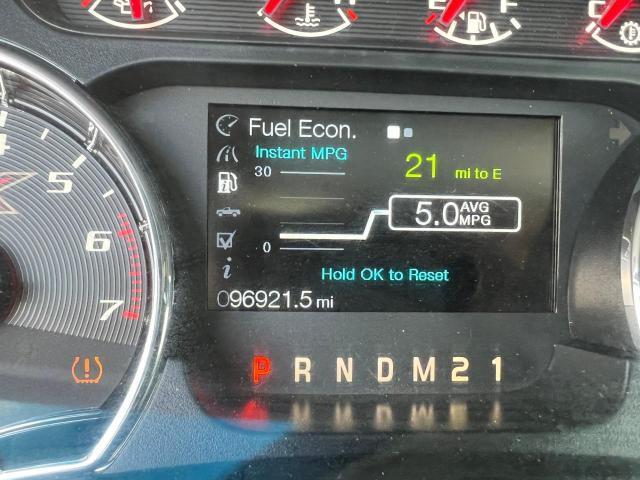 H
E F
C
Fuel Econ.
Instant MPG
30
21 mi to E
5.0 AVG MPG
0
Hold OK to Reset
096921.5 mi
4
5
6
7
P R N D M 2 1